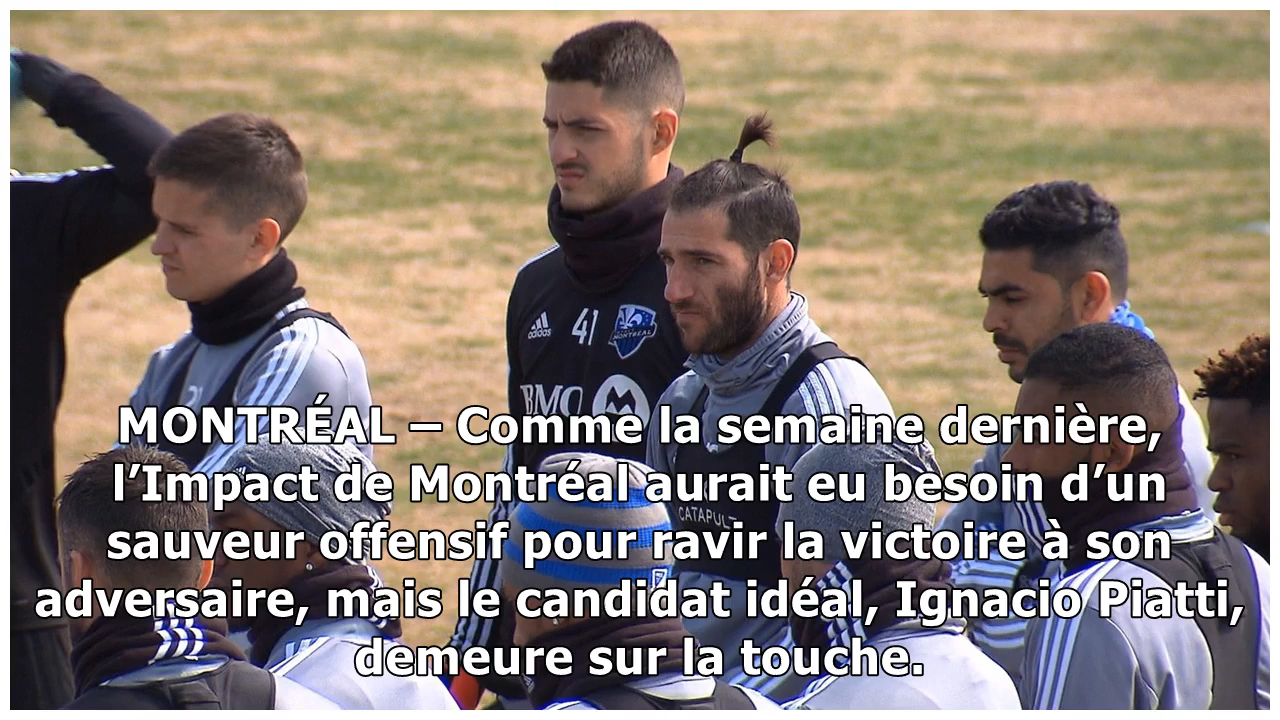 41
adidas
MONTRÉAL
BMO
CATAPULT
MONTRÉAL – Comme la semaine dernière,
l’Impact de Montréal aurait eu besoin d’un
sauveur offensif pour ravir la victoire à son
adversaire, mais le candidat idéal, Ignacio Piatti,
demeure sur la touche.